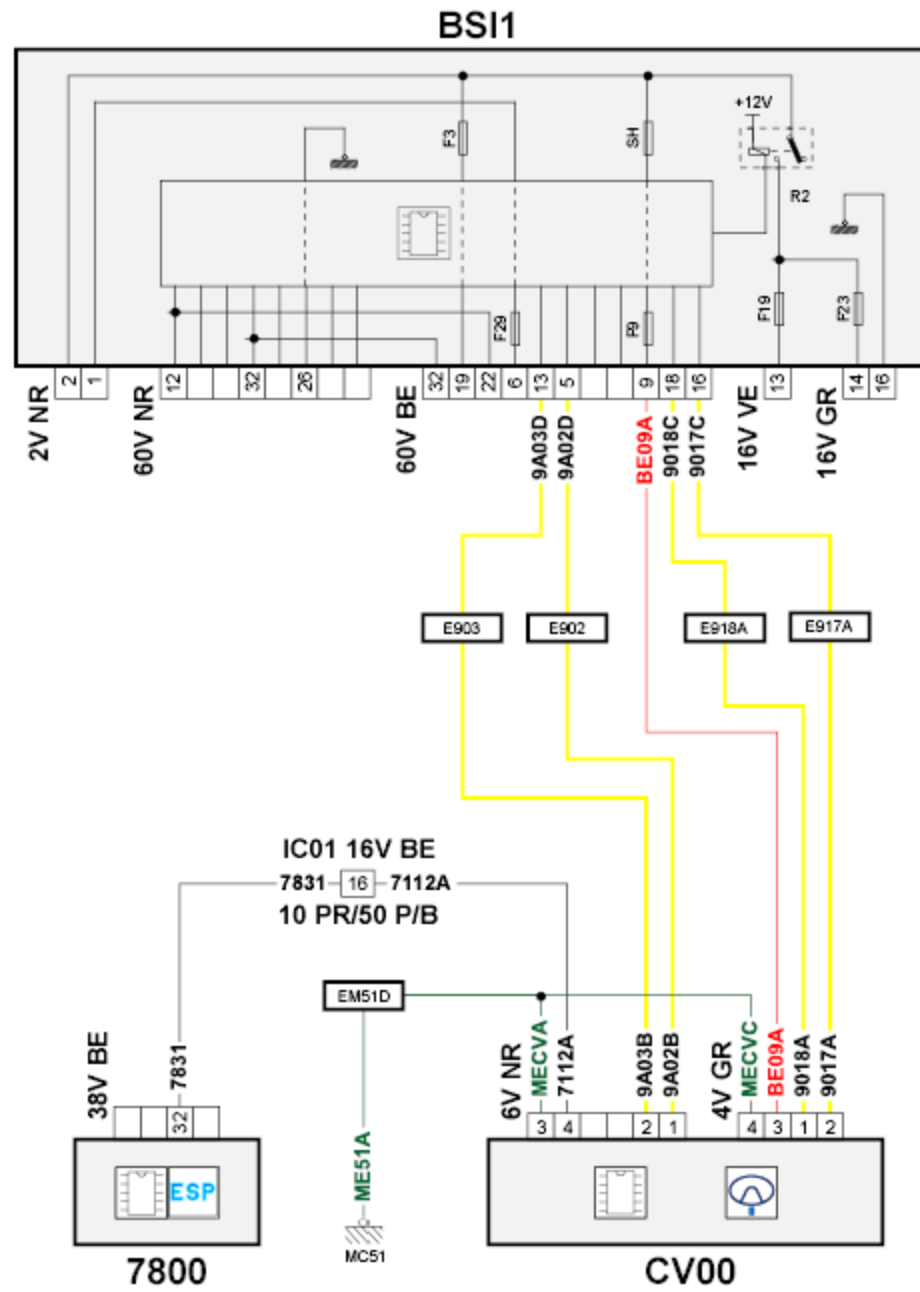 BSI1
+12V
F3
SH
R2
F29
F9
F19
F23
2V NR
2
1
60V NR
12
32
26
60V BE
32
19
22
6
13
5
9
18
16
16V VE
13
16V GR
14
16
9A03D
9A02D
BE09A
9018C
9017C
E903
E902
E918A
E917A
IC01 16V BE
7831
16
7112A
10 PR/50 P/B
EM51D
38V BE
7831
ME51A
6V NR
MECVA
7112A
9A03B
9A02B
4V GR
MECVC
BE09A
9018A
9017A
32
3
4
2
1
4
3
1
2
ESP
MC51
7800
CV00